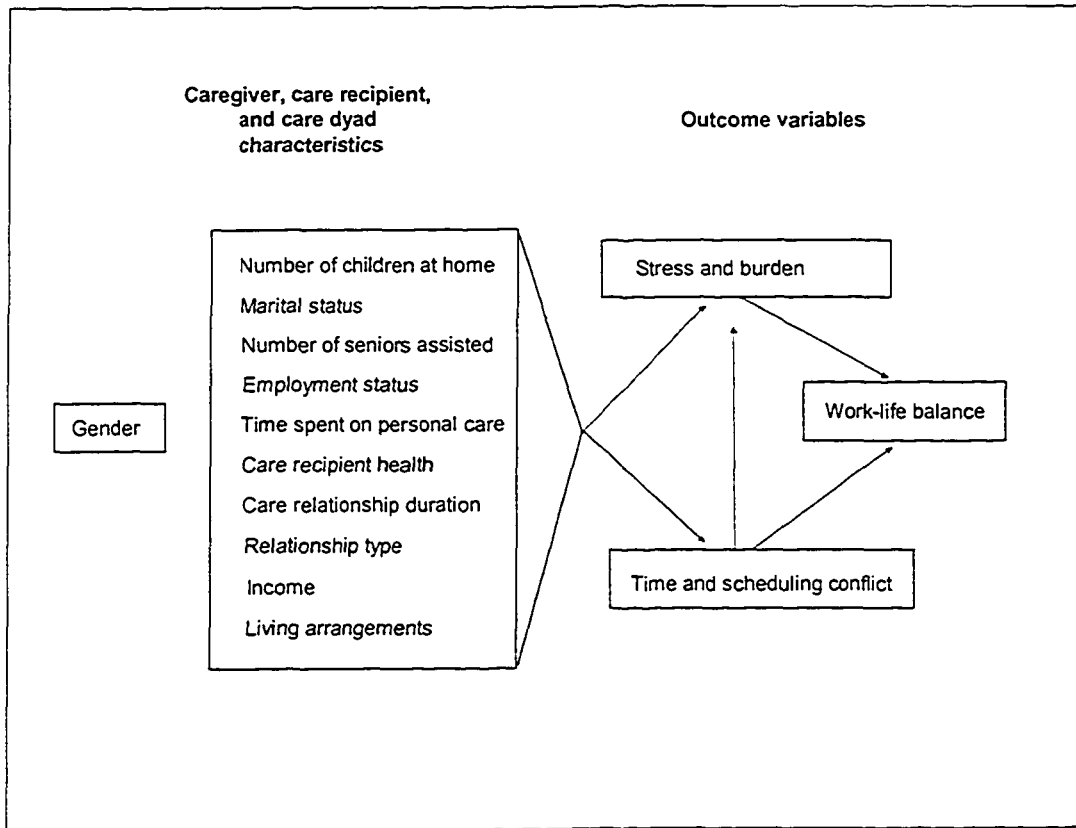 Caregiver, care recipient,
and care dyad
characteristics
Outcome variables
Gender
Number of children at home
Marital status
Number of seniors assisted
Employment status
Time spent on personal care
Care recipient health
Care relationship duration
Relationship type
Income
Living arrangements
Stress and burden
Work-life balance
Time and scheduling conflict